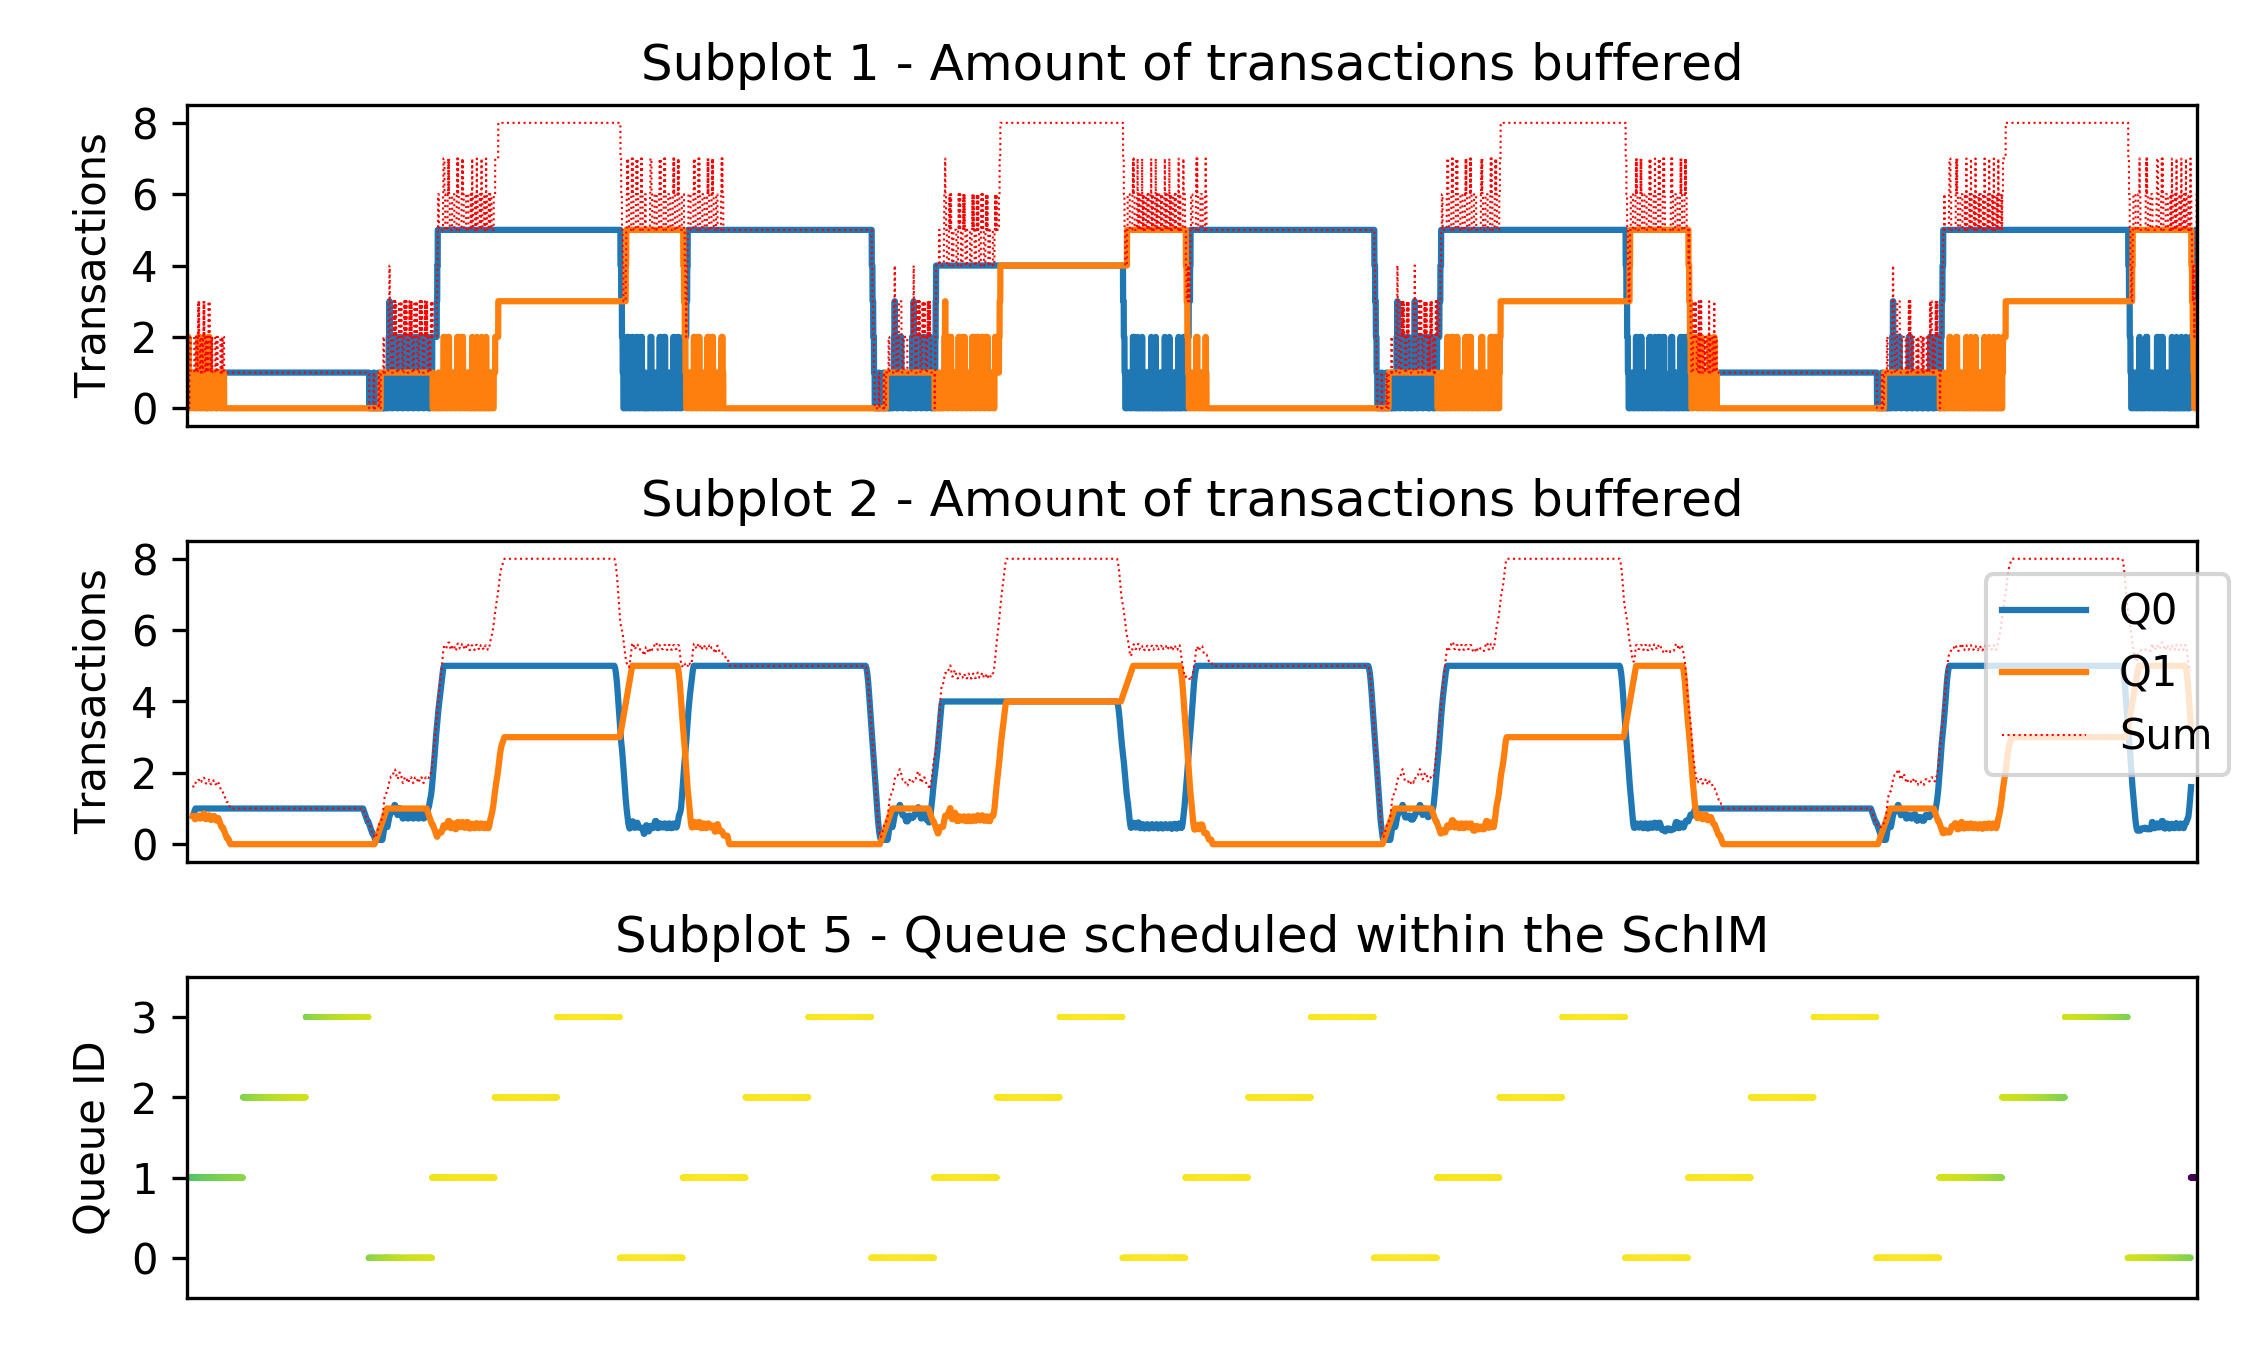 Subplot 1 - Amount of transactions buffered
Transactions
8
6
4
2
0
Subplot 2 - Amount of transactions buffered
Transactions
8
6
4
2
0
Q0
Q1
Sum
Subplot 5 - Queue scheduled within the SchIM
Queue ID
3
2
1
0